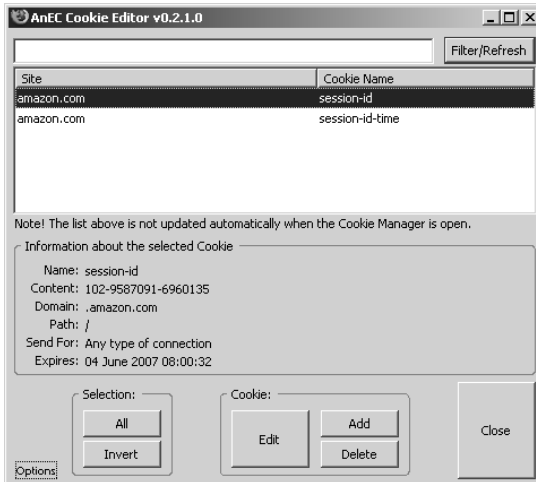 AnEC Cookie Editor v0.2.1.0
Filter/Refresh
Site Cookie Name
amazon.com session-id
amazon.com session-id-time
Note! The list above is not updated automatically when the Cookie Manager is open.
Information about the selected Cookie
Name: session-id
Content: 102-9587091-6960135
Domain: .amazon.com
Path: /
Send For: Any type of connection
Expires: 04 June 2007 08:00:32
Selection: Cookie:
All Edit Add Close
Invert Delete
Options